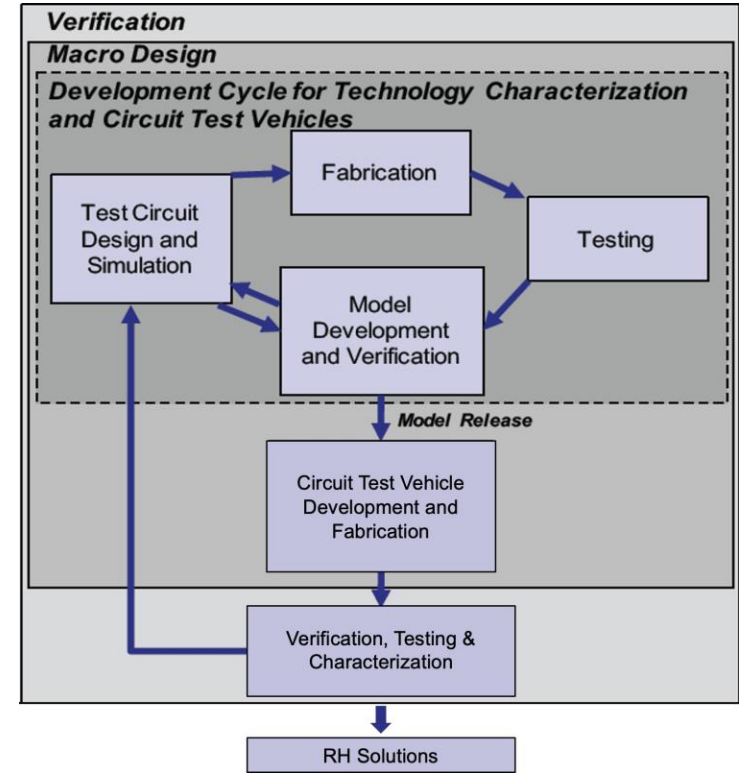 Verification
Macro Design
Development Cycle for Technology Characterization
and Circuit Test Vehicles
Fabrication
Test Circuit
Design and
Simulation
Testing
Model
Development
and Verification
Model Release
Circuit Test Vehicle
Development and
Fabrication
Verification, Testing &
Characterization
RH Solutions